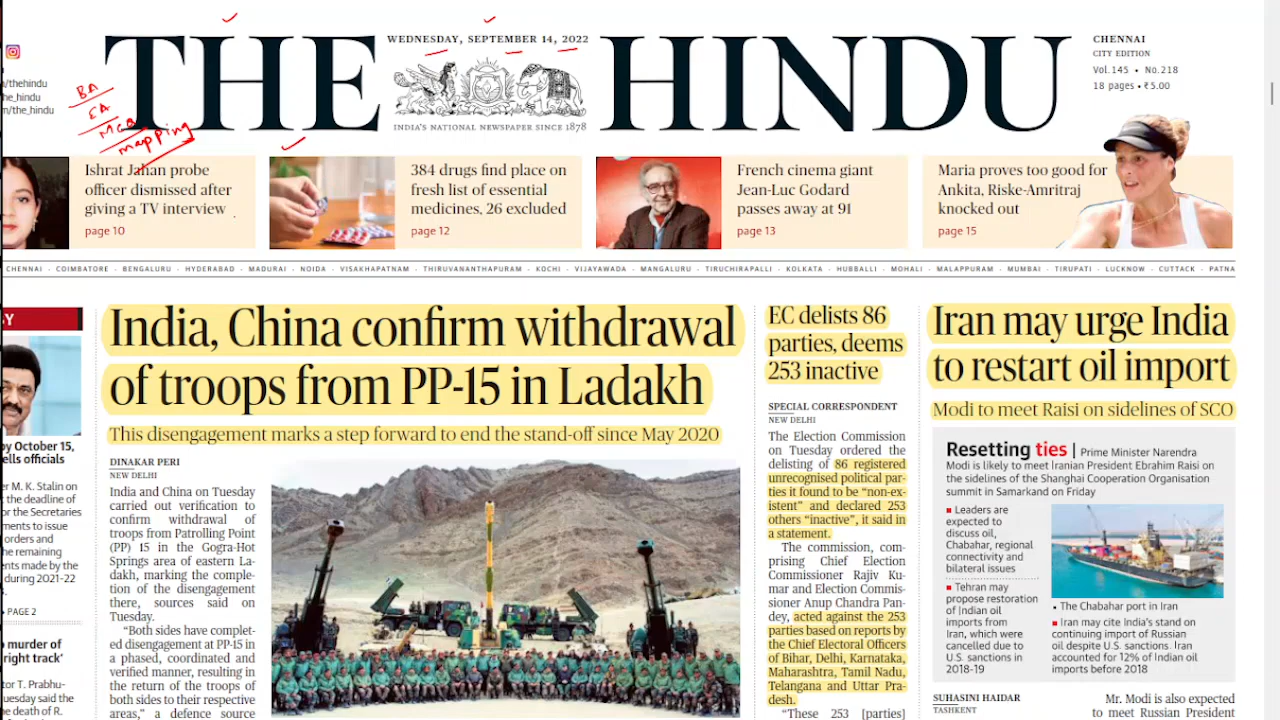 WEDNESDAY, SEPTEMBER 14, 2022
THE HINDU
INDIA'S NATIONAL NEWSPAPER SINCE 1878
CHENNAI
CITY EDITION
Vol. 145 • No. 218
18 pages • ₹5.00
/thehindu
he_hindu
m/the_hindu
BA
EA
MCQ
mapping
Ishrat Jahan probe
officer dismissed after
giving a TV interview
page 10
384 drugs find place on
fresh list of essential
medicines, 26 excluded
page 12
French cinema giant
Jean-Luc Godard
passes away at 91
page 13
Maria proves too good for
Ankita, Riske-Amritraj
knocked out
page 15
CHENNAI • COIMBATORE • BENGALURU • HYDERABAD • MADURAI • NOIDA • VISAKHAPATNAM • THIRUVANANTHAPURAM • KOCHI • VIJAYAWADA • MANGALURU • TIRUCHIRAPALLI • KOLKATA • HUBBALLI • MOHALI • MALAPPURAM • MUMBAI • TIRUPATI • LUCKNOW • CUTTACK • PATNA
Y
by October 15,
ells officials
er M. K. Stalin on
, the deadline of
or the Secretaries
ments to issue
orders and
he remaining
ents made by the
during 2021-22
s.
• PAGE 2
murder of
right track'
tor T. Prabhu-
uesday said the
death of R.
India, China confirm withdrawal
of troops from PP-15 in Ladakh
This disengagement marks a step forward to end the stand-off since May 2020
DINAKAR PERI
NEW DELHI
India and China on Tuesday
carried out verification to
confirm withdrawal of
troops from Patrolling Point
(PP) 15 in the Gogra-Hot
Springs area of eastern La-
dakh, marking the comple-
tion of the disengagement
there, sources said on
Tuesday.
"Both sides have complet-
ed disengagement at PP-15 in
a phased, coordinated and
verified manner, resulting in
the return of the troops of
both sides to their respective
areas," a defence source
EC delists 86
parties, deems
253 inactive
SPECIAL CORRESPONDENT
NEW DELHI
The Election Commission
on Tuesday ordered the
delisting of 86 registered
unrecognised political par-
ties it found to be "non-ex-
istent" and declared 253
others "inactive", it said in
a statement.
The commission, com-
prising Chief Election
Commissioner Rajiv Ku-
mar and Election Commis-
sioner Anup Chandra Pan-
dey, acted against the 253
parties based on reports by
the Chief Electoral Officers
of Bihar, Delhi, Karnataka,
Maharashtra, Tamil Nadu,
Telangana and Uttar Pra-
desh.
"These 253 [parties]
Iran may urge India
to restart oil import
Modi to meet Raisi on sidelines of SCO
Resetting ties | Prime Minister Narendra
Modi is likely to meet Iranian President Ebrahim Raisi on
the sidelines of the Shanghai Cooperation Organisation
summit in Samarkand on Friday
■ Leaders are
expected to
discuss oil,
Chabahar, regional
connectivity and
bilateral issues
■ Tehran may
propose restoration
of Indian oil
imports from
Iran, which were
cancelled due to
U.S. sanctions in
2018-19
• The Chabahar port in Iran
■ Iran may cite India's stand on
continuing import of Russian
oil despite U.S. sanctions. Iran
accounted for 12% of Indian oil
imports before 2018
SUHASINI HAIDAR
TASHKENT
Mr. Modi is also expected
to meet Russian President